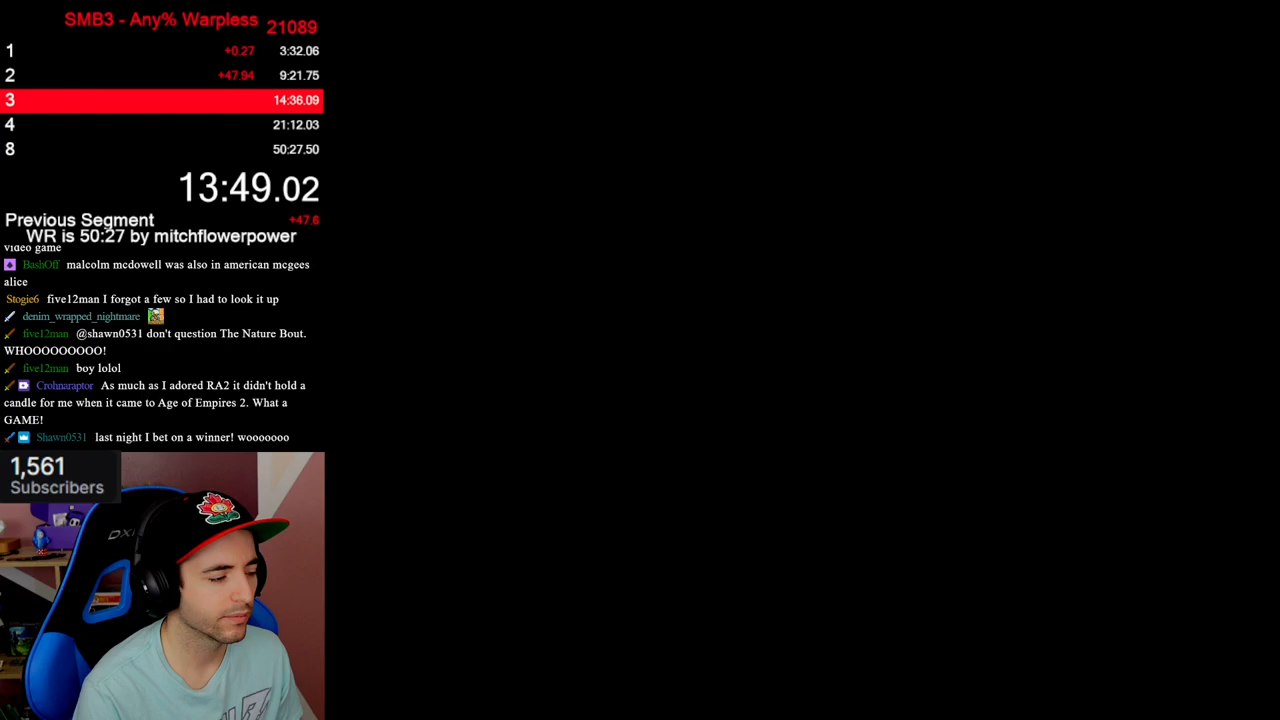 SMB3 - Any% Warpless 21089
1 +0.27 3:32.06
2 +47.94 9:21.75
3 14:36.09
4 21:12.03
8 50:27.50
13:49.02
Previous Segment +47.6
WR is 50:27 by mitchflowerpower
video game
BashOff malcolm mcdowell was also in american mcgees
alice
Stogie6 five12man I forgot a few so I had to look it up
denim_wrapped_nightmare
five12man @shawn0531 don't question The Nature Bout.
WHOOOOOOOOO!
five12man boy lolol
Crohnaraptor As much as I adored RA2 it didn't hold a
candle for me when it came to Age of Empires 2. What a
GAME!
Shawn0531 last night I bet on a winner! wooooooo
1,561
Subscribers